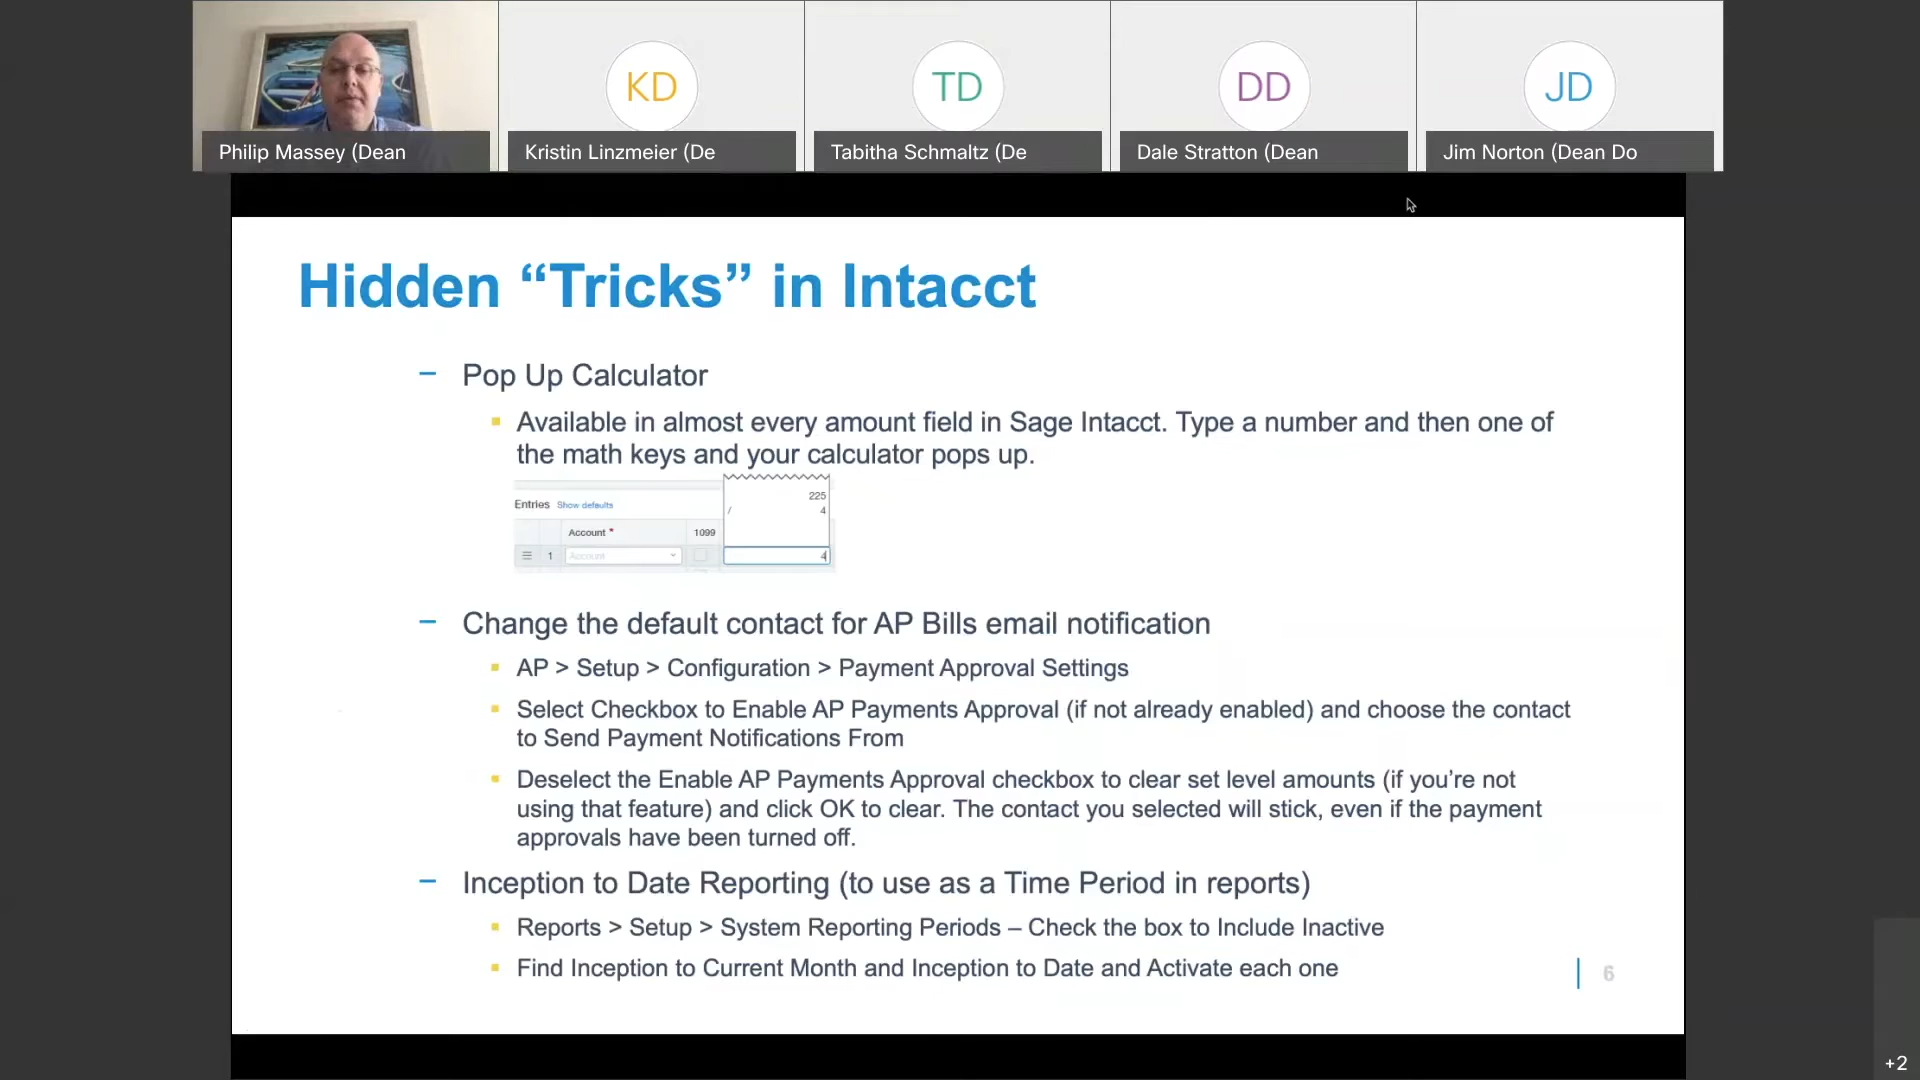 KD
TD
DD
JD
Philip Massey (Dean
Kristin Linzmeier (De
Tabitha Schmaltz (De
Dale Stratton (Dean
Jim Norton (Dean Do
Hidden “Tricks” in Intacct
– Pop Up Calculator
Available in almost every amount field in Sage Intacct. Type a number and then one of
the math keys and your calculator pops up.
225
/ 4
Entries Show defaults
Account * 1099
1 Account 4
– Change the default contact for AP Bills email notification
AP > Setup > Configuration > Payment Approval Settings
Select Checkbox to Enable AP Payments Approval (if not already enabled) and choose the contact
to Send Payment Notifications From
Deselect the Enable AP Payments Approval checkbox to clear set level amounts (if you’re not
using that feature) and click OK to clear. The contact you selected will stick, even if the payment
approvals have been turned off.
– Inception to Date Reporting (to use as a Time Period in reports)
Reports > Setup > System Reporting Periods – Check the box to Include Inactive
Find Inception to Current Month and Inception to Date and Activate each one
6
+2